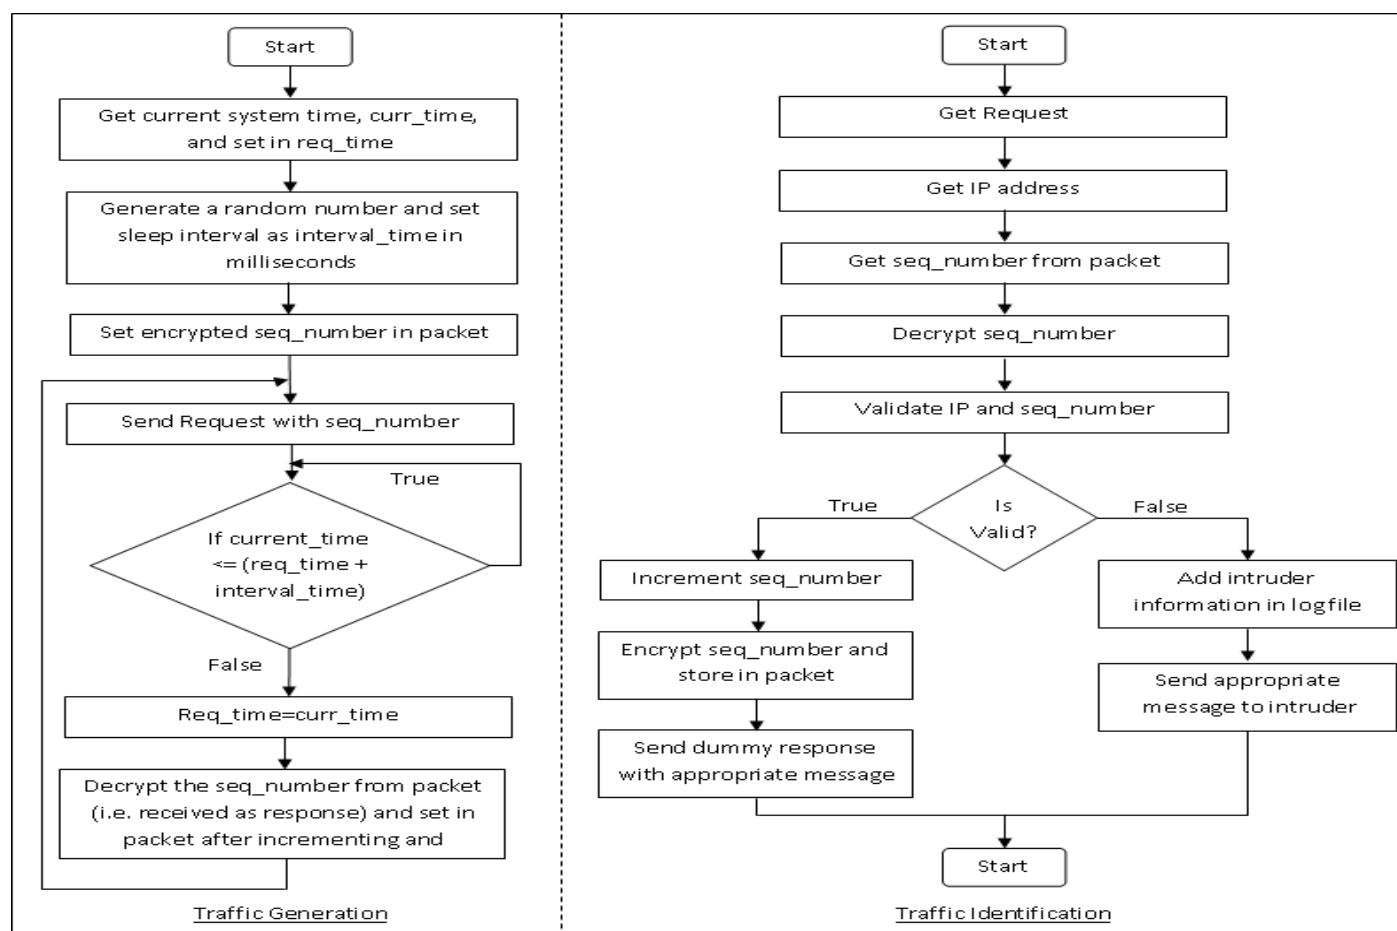 Start
Get current system time, curr_time,
and set in req_time
Generate a random number and set
sleep interval as interval_time in
milliseconds
Set encrypted seq_number in packet
Send Request with seq_number
True
If current_time
<= (req_time +
interval_time)
False
Req_time=curr_time
Decrypt the seq_number from packet
(i.e. received as response) and set in
packet after incrementing and
Traffic Generation
Start
Get Request
Get IP address
Get seq_number from packet
Decrypt seq_number
Validate IP and seq_number
Is
Valid?
True
False
Increment seq_number
Encrypt seq_number and
store in packet
Send dummy response
with appropriate message
Add intruder
information in logfile
Send appropriate
message to intruder
Start
Traffic Identification